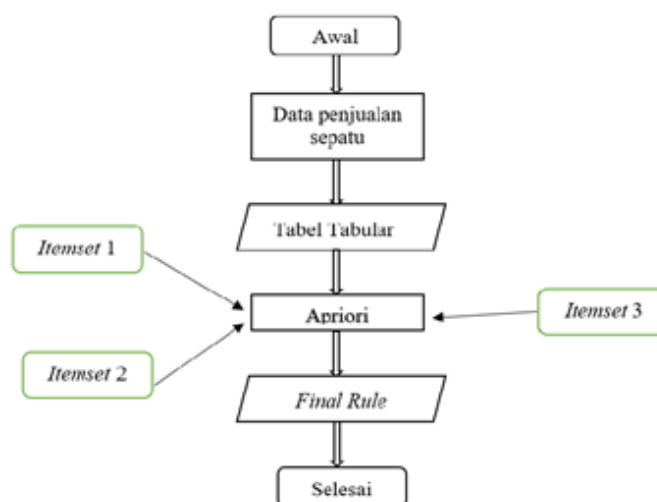 Awal
Data penjualan
sepatu
Tabel Tabular
Itemset 1
Apriori
Itemset 3
Itemset 2
Final Rule
Selesai